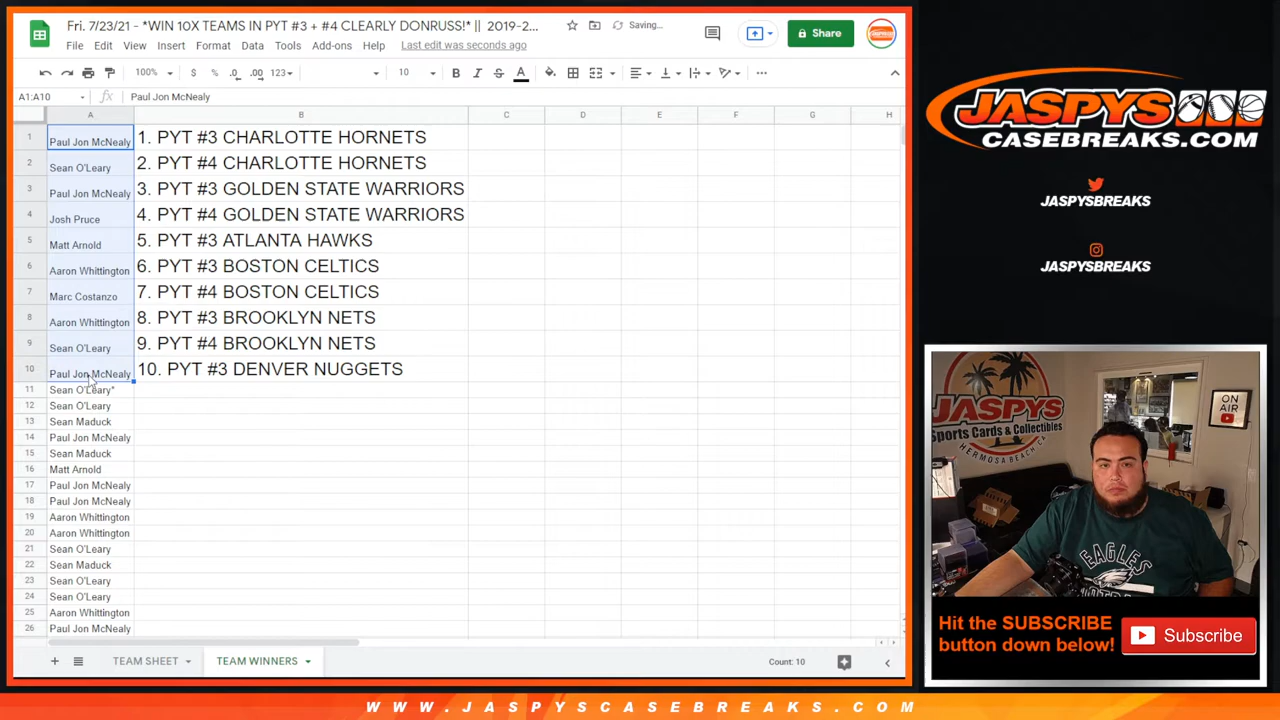 Fri. 7/23/21 - *WIN 10X TEAMS IN PYT #3 + #4 CLEARLY DONRUSS!* || 2019-2...
Saving...
Share
File Edit View Insert Format Data Tools Add-ons Help Last edit was seconds ago
100% $ % .0 .00 123 10 B I S A
A1:A10 fx Paul Jon McNealy
A B C D E F G H
1 Paul Jon McNealy 1. PYT #3 CHARLOTTE HORNETS
2 Sean O'Leary 2. PYT #4 CHARLOTTE HORNETS
3 Paul Jon McNealy 3. PYT #3 GOLDEN STATE WARRIORS
4 Josh Pruce 4. PYT #4 GOLDEN STATE WARRIORS
5 Matt Arnold 5. PYT #3 ATLANTA HAWKS
6 Aaron Whittington 6. PYT #3 BOSTON CELTICS
7 Marc Costanzo 7. PYT #4 BOSTON CELTICS
8 Aaron Whittington 8. PYT #3 BROOKLYN NETS
9 Sean O'Leary 9. PYT #4 BROOKLYN NETS
10 Paul Jon McNealy 10. PYT #3 DENVER NUGGETS
11 Sean O'Leary*
12 Sean O'Leary
13 Sean Maduck
14 Paul Jon McNealy
15 Sean Maduck
16 Matt Arnold
17 Paul Jon McNealy
18 Paul Jon McNealy
19 Aaron Whittington
20 Aaron Whittington
21 Sean O'Leary
22 Sean Maduck
23 Sean O'Leary
24 Sean O'Leary
25 Aaron Whittington
26 Paul Jon McNealy
TEAM SHEET TEAM WINNERS Count: 10
JASPYS
CASEBREAKS.COM
JASPYSBREAKS
JASPYSBREAKS
JASPYS
Sports Cards & Collectibles
HERMOSA BEACH CA
ON
AIR
EAGLES
Hit the SUBSCRIBE
button down below!
Subscribe
WWW.JASPYSCASEBREAKS.COM